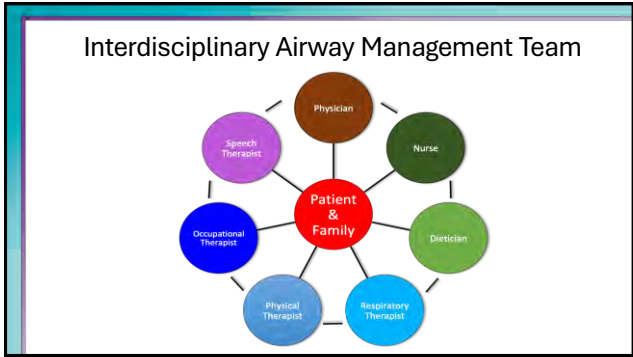 Interdisciplinary Airway Management Team
Physician
Speech
Therapist
Nurse
Patient
&
Family
Occupational
Therapist
Dietician
Physical
Therapist
Respiratory
Therapist